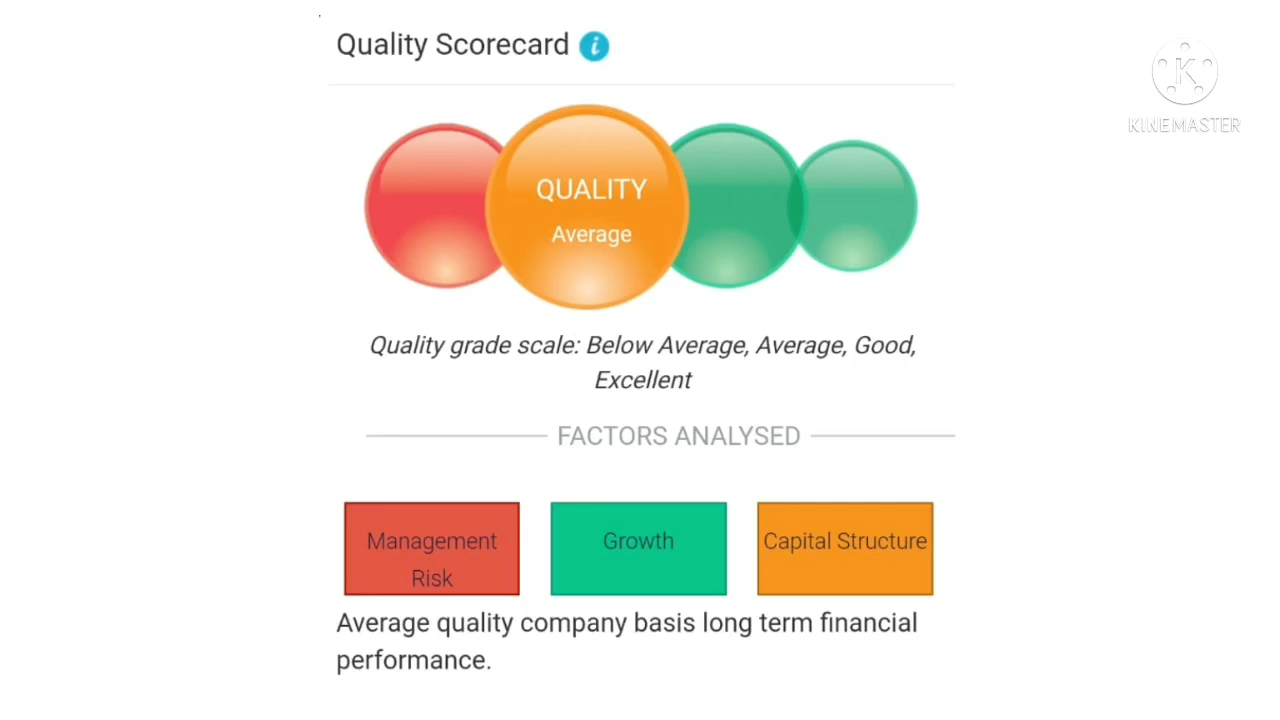 Quality Scorecard i
K
KINEMASTER
QUALITY
Average
Quality grade scale: Below Average, Average, Good,
Excellent
FACTORS ANALYSED
Management
Risk
Growth
Capital Structure
Average quality company basis long term financial
performance.